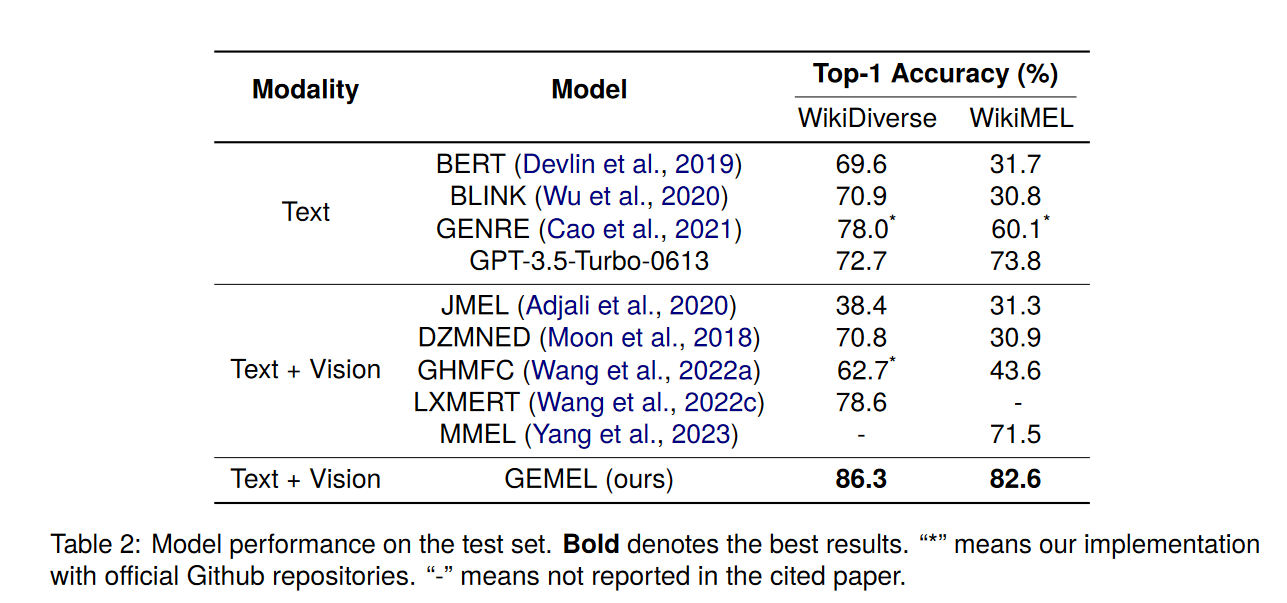 Modality Model Top-1 Accuracy (%)
WikiDiverse WikiMEL
Text
BERT (Devlin et al., 2019) 69.6 31.7
BLINK (Wu et al., 2020) 70.9 30.8
GENRE (Cao et al., 2021) 78.0* 60.1*
GPT-3.5-Turbo-0613 72.7 73.8
Text + Vision
JMEL (Adjali et al., 2020) 38.4 31.3
DZMNED (Moon et al., 2018) 70.8 30.9
GHMFC (Wang et al., 2022a) 62.7* 43.6
LXMERT (Wang et al., 2022c) 78.6 -
MMEL (Yang et al., 2023) - 71.5
Text + Vision GEMEL (ours) 86.3 82.6
Table 2: Model performance on the test set. Bold denotes the best results. “*” means our implementation
with official Github repositories. “-” means not reported in the cited paper.